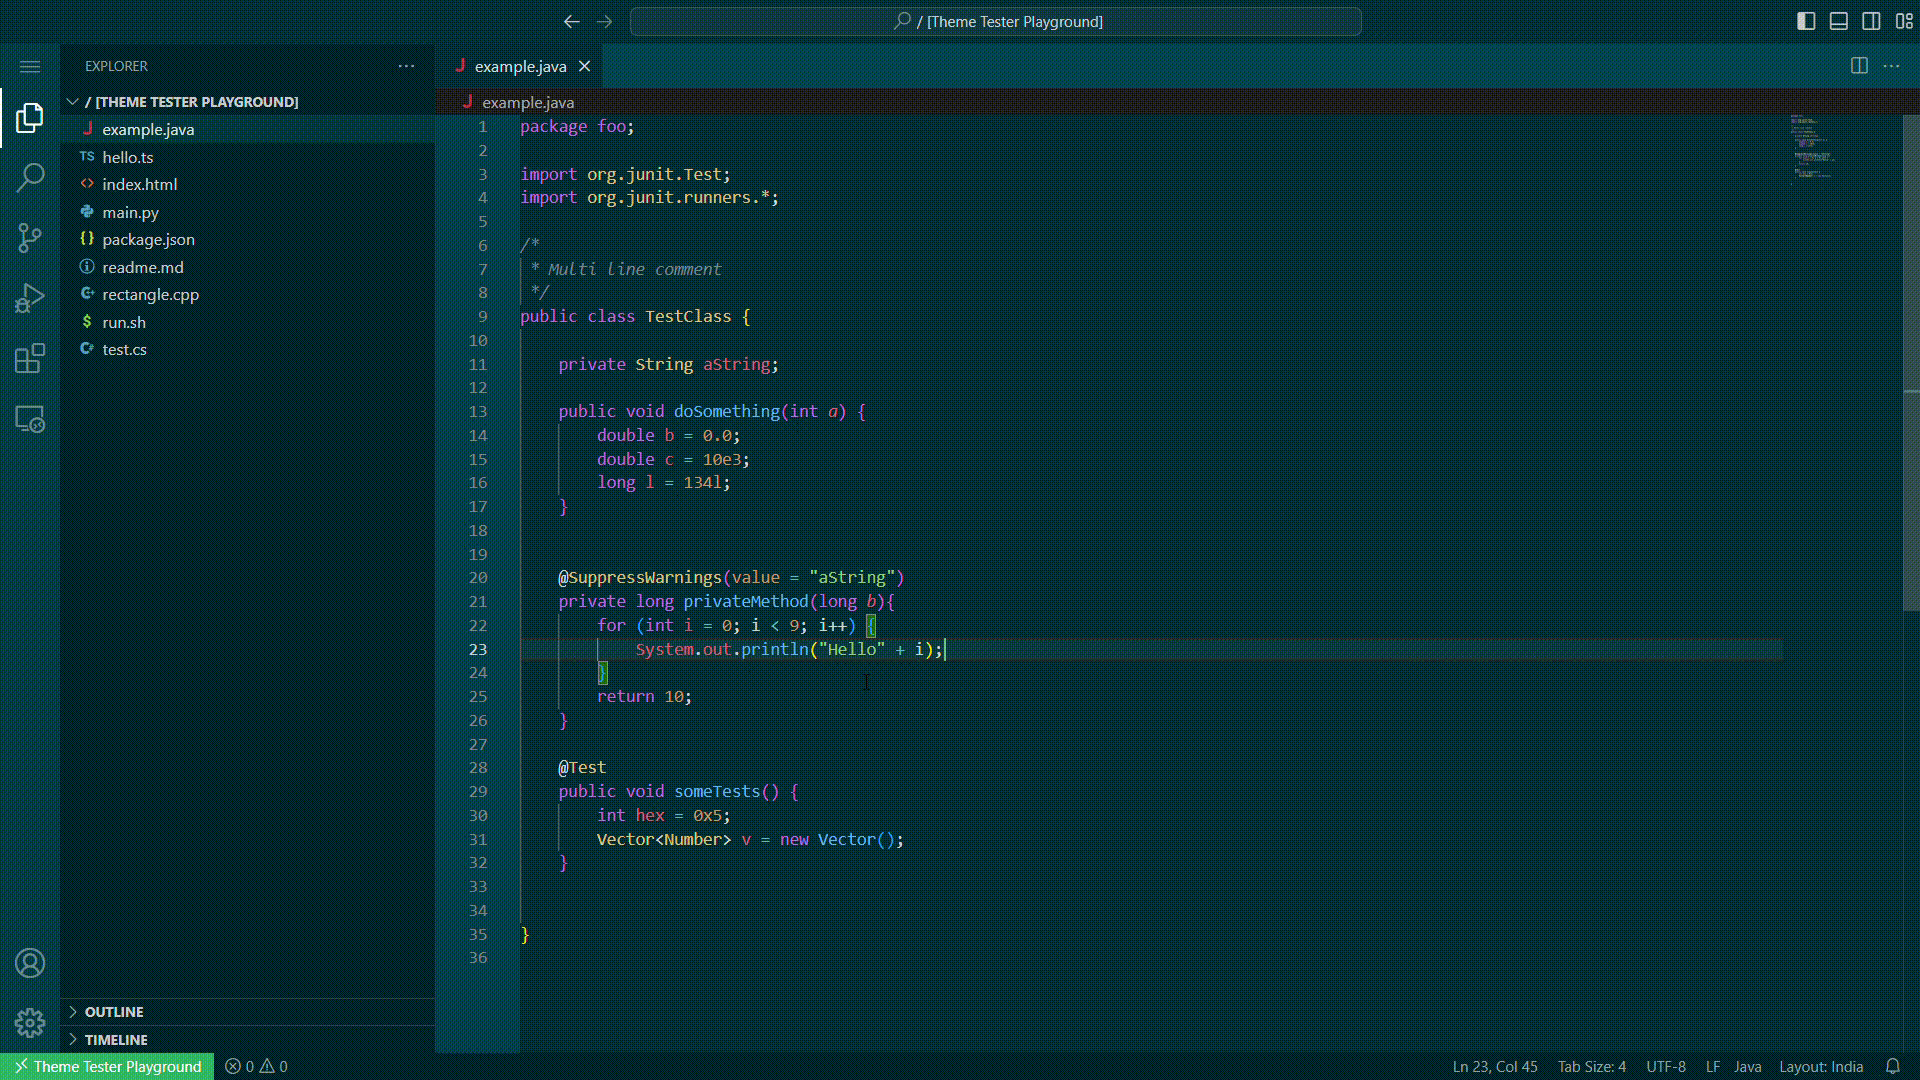 / [Theme Tester Playground]
EXPLORER
/ [THEME TESTER PLAYGROUND]
J example.java
TS hello.ts
<> index.html
main.py
{} package.json
readme.md
rectangle.cpp
$ run.sh
test.cs
OUTLINE
TIMELINE
J example.java
J example.java
1 package foo;
2
3 import org.junit.Test;
4 import org.junit.runners.*;
5
6 /*
7  * Multi line comment
8  */
9 public class TestClass {
10
11     private String aString;
12
13     public void doSomething(int a) {
14         double b = 0.0;
15         double c = 10e3;
16         long l = 134l;
17     }
18
19
20     @SuppressWarnings(value = "aString")
21     private long privateMethod(long b){
22         for (int i = 0; i < 9; i++) {
23             System.out.println("Hello" + i);
24         }
25         return 10;
26     }
27
28     @Test
29     public void someTests() {
30         int hex = 0x5;
31         Vector<Number> v = new Vector();
32     }
33
34
35 }
36
Theme Tester Playground 0 0 Ln 23, Col 45 Tab Size: 4 UTF-8 LF Java Layout: India